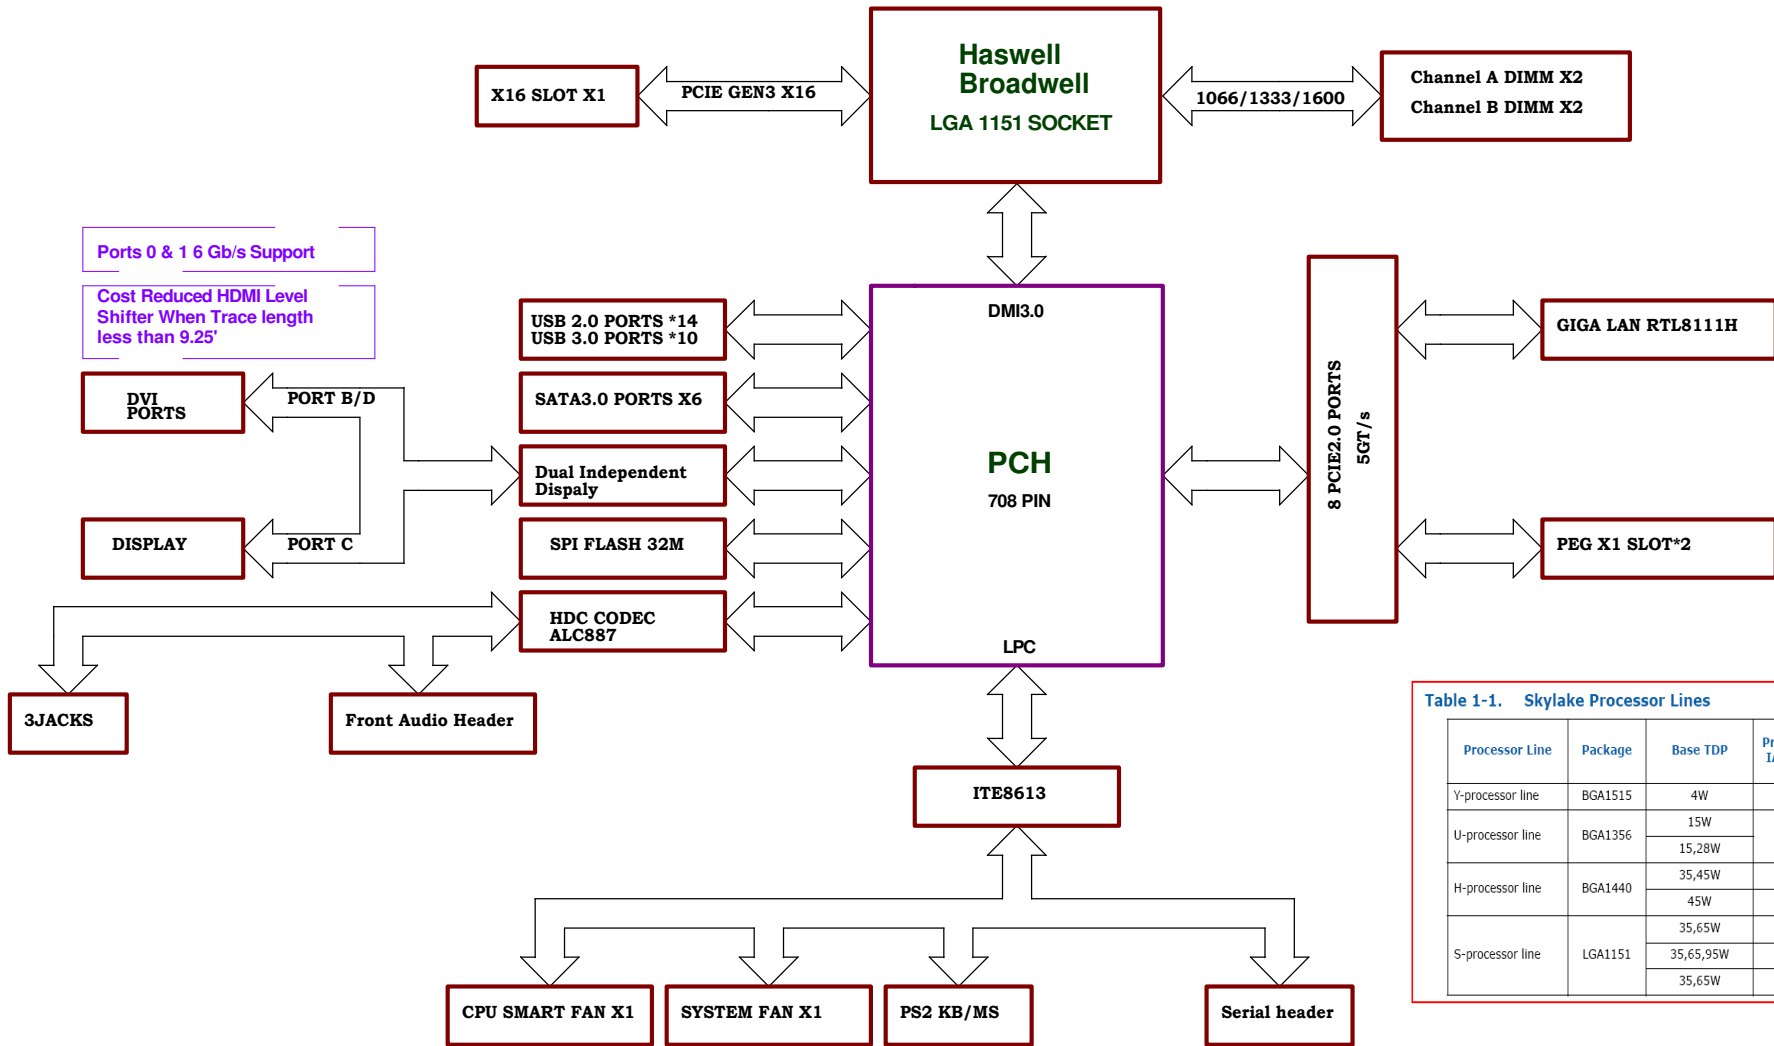 Haswell
Broadwell
LGA 1151 SOCKET
X16 SLOT X1
PCIE GEN3 X16
1066/1333/1600
Channel A DIMM X2
Channel B DIMM X2
Ports 0 & 1 6 Gb/s Support
Cost Reduced HDMI Level
Shifter When Trace length
less than 9.25'
DMI3.0
USB 2.0 PORTS *14
USB 3.0 PORTS *10
GIGA LAN RTL8111H
DVI
PORTS
PORT B/D
SATA3.0 PORTS X6
8 PCIE2.0 PORTS
5GT/s
Dual Independent
Dispaly
PCH
708 PIN
DISPLAY
PORT C
SPI FLASH 32M
PEG X1 SLOT*2
HDC CODEC
ALC887
LPC
3JACKS
Front Audio Header
ITE8613
CPU SMART FAN X1
SYSTEM FAN X1
PS2 KB/MS
Serial header
Table 1-1. Skylake Processor Lines
Processor Line Package Base TDP
Y-processor line BGA1515 4W
U-processor line BGA1356 15W
15,28W
H-processor line BGA1440 35,45W
45W
S-processor line LGA1151 35,65W
35,65,95W
35,65W